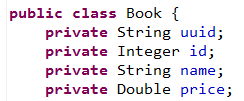 public class Book {
    private String uuid;
    private Integer id;
    private String name;
    private Double price;